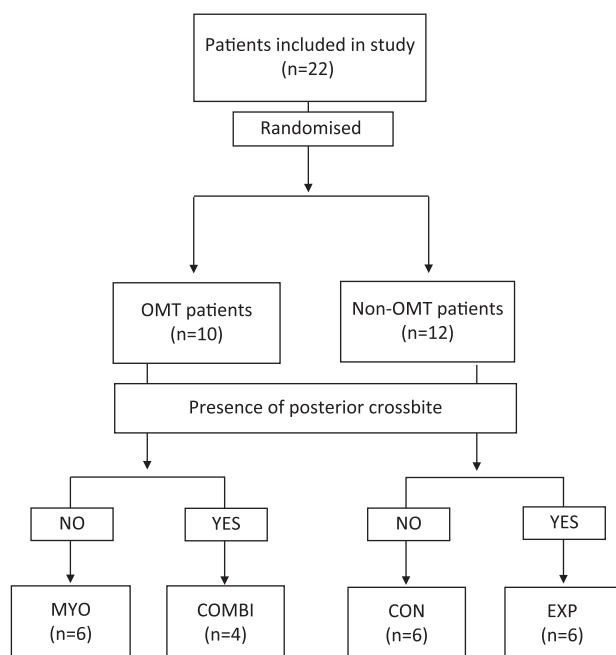 Patients included in study
(n=22)
Randomised
OMT patients
(n=10)
Non-OMT patients
(n=12)
Presence of posterior crossbite
NO
YES
NO
YES
MYO
(n=6)
COMBI
(n=4)
CON
(n=6)
EXP
(n=6)